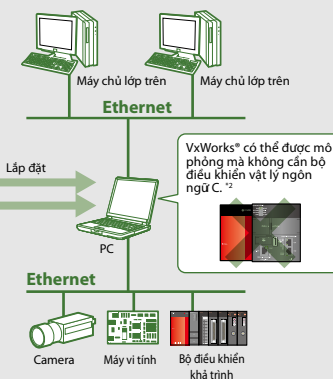 Máy chủ lớp trên
Máy chủ lớp trên
Ethernet
VxWorks® có thể được mô
phỏng mà không cần bộ
điều khiển vật lý ngôn
ngữ C. *2
Lắp đặt
PC
Ethernet
Camera
Máy vi tính
Bộ điều khiển
khả trình